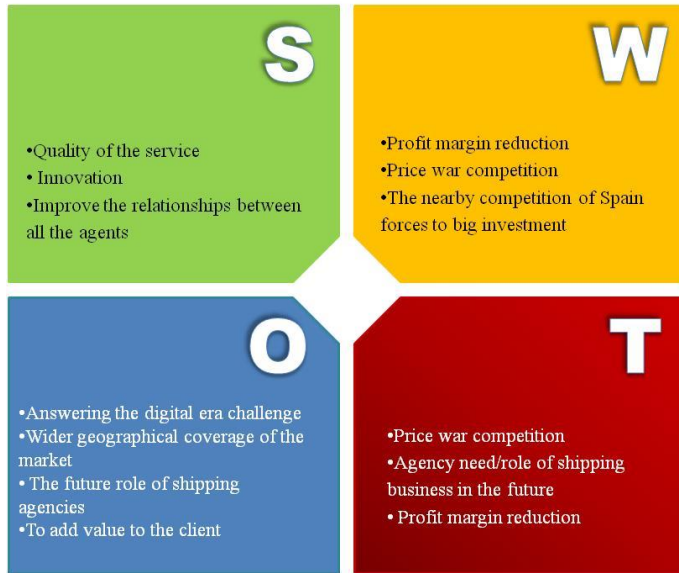 S
•Quality of the service
• Innovation
•Improve the relationships between
all the agents
W
•Profit margin reduction
•Price war competition
•The nearby competition of Spain
forces to big investment
O
•Answering the digital era challenge
•Wider geographical coverage of the
market
• The future role of shipping
agencies
•To add value to the client
T
•Price war competition
•Agency need/role of shipping
business in the future
• Profit margin reduction